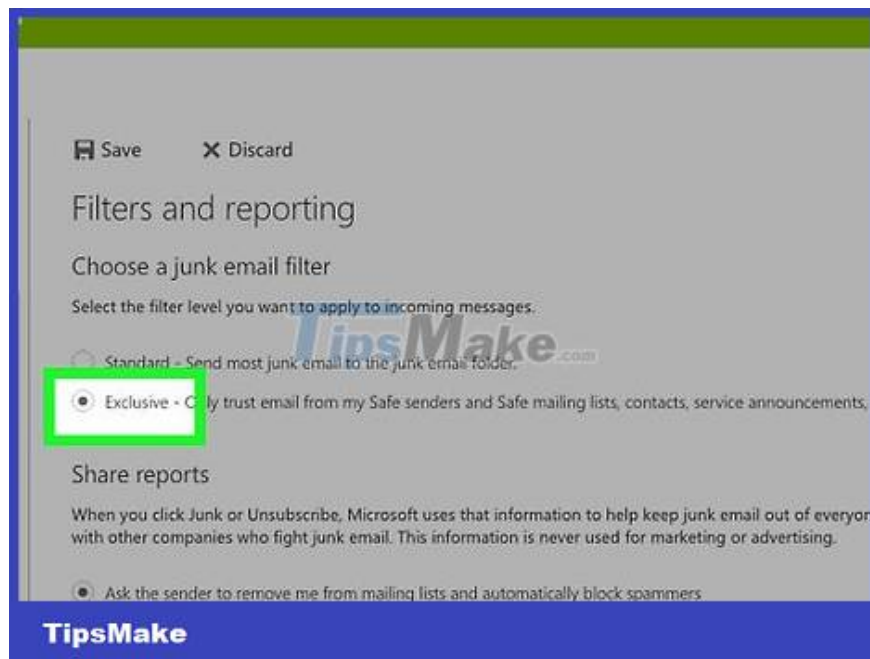 Save Discard
Filters and reporting
Choose a junk email filter
Select the filter level you want to apply to incoming messages.
TipsMake.com
Standard - Send most junk email to the junk email folder.
Exclusive - Only trust email from my Safe senders and Safe mailing lists, contacts, service announcements,
Share reports
When you click Junk or Unsubscribe, Microsoft uses that information to help keep junk email out of everyon
with other companies who fight junk email. This information is never used for marketing or advertising.
Ask the sender to remove me from mailing lists and automatically block spammers
TipsMake